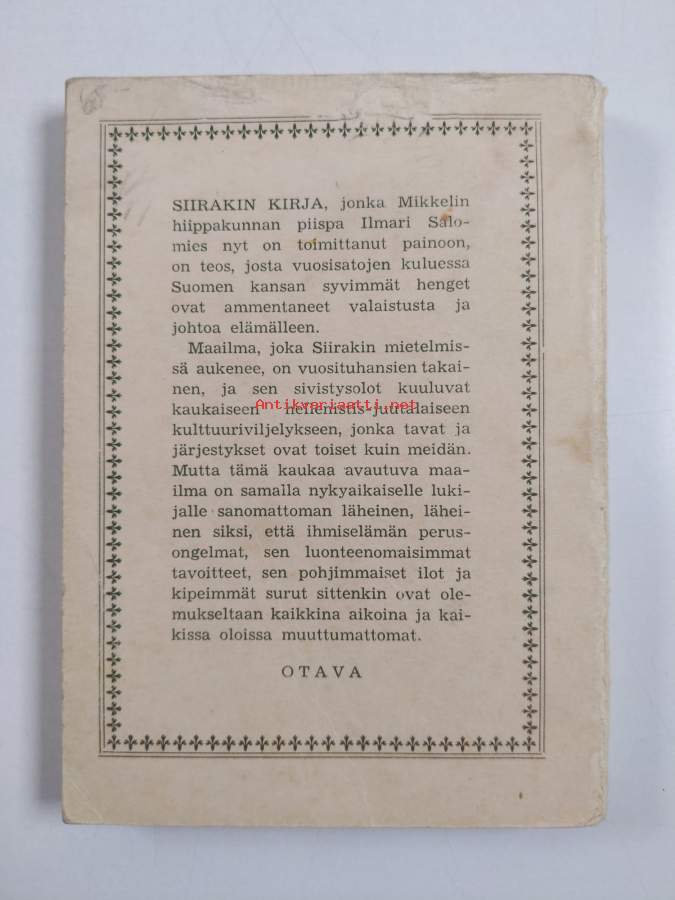 SIIRAKIN KIRJA, jonka Mikkelin
hiippakunnan piispa Ilmari Salo-
mies nyt on toimittanut painoon,
on teos, josta vuosisatojen kuluessa
Suomen kansan syvimmät henget
ovat ammentaneet valaistusta ja
johtoa elämälleen.
Maailma, joka Siirakin mietelmis-
sä aukenee, on vuosituhansien takai-
nen, ja sen sivistysolot kuuluvat
kaukaiseen hellenistis-juutalaiseen
Antikvariaatti.net
kulttuuriviljelykseen, jonka tavat ja
järjestykset ovat toiset kuin meidän.
Mutta tämä kaukaa avautuva maa-
ilma on samalla nykyaikaiselle luki-
jalle sanomattoman läheinen, lähei-
nen siksi, että ihmiselämän perus-
ongelmat, sen luonteenomaisimmat
tavoitteet, sen pohjimmaiset ilot ja
kipeimmät surut sittenkin ovat ole-
mukseltaan kaikkina aikoina ja kai-
kissa oloissa muuttumattomat.
OTAVA